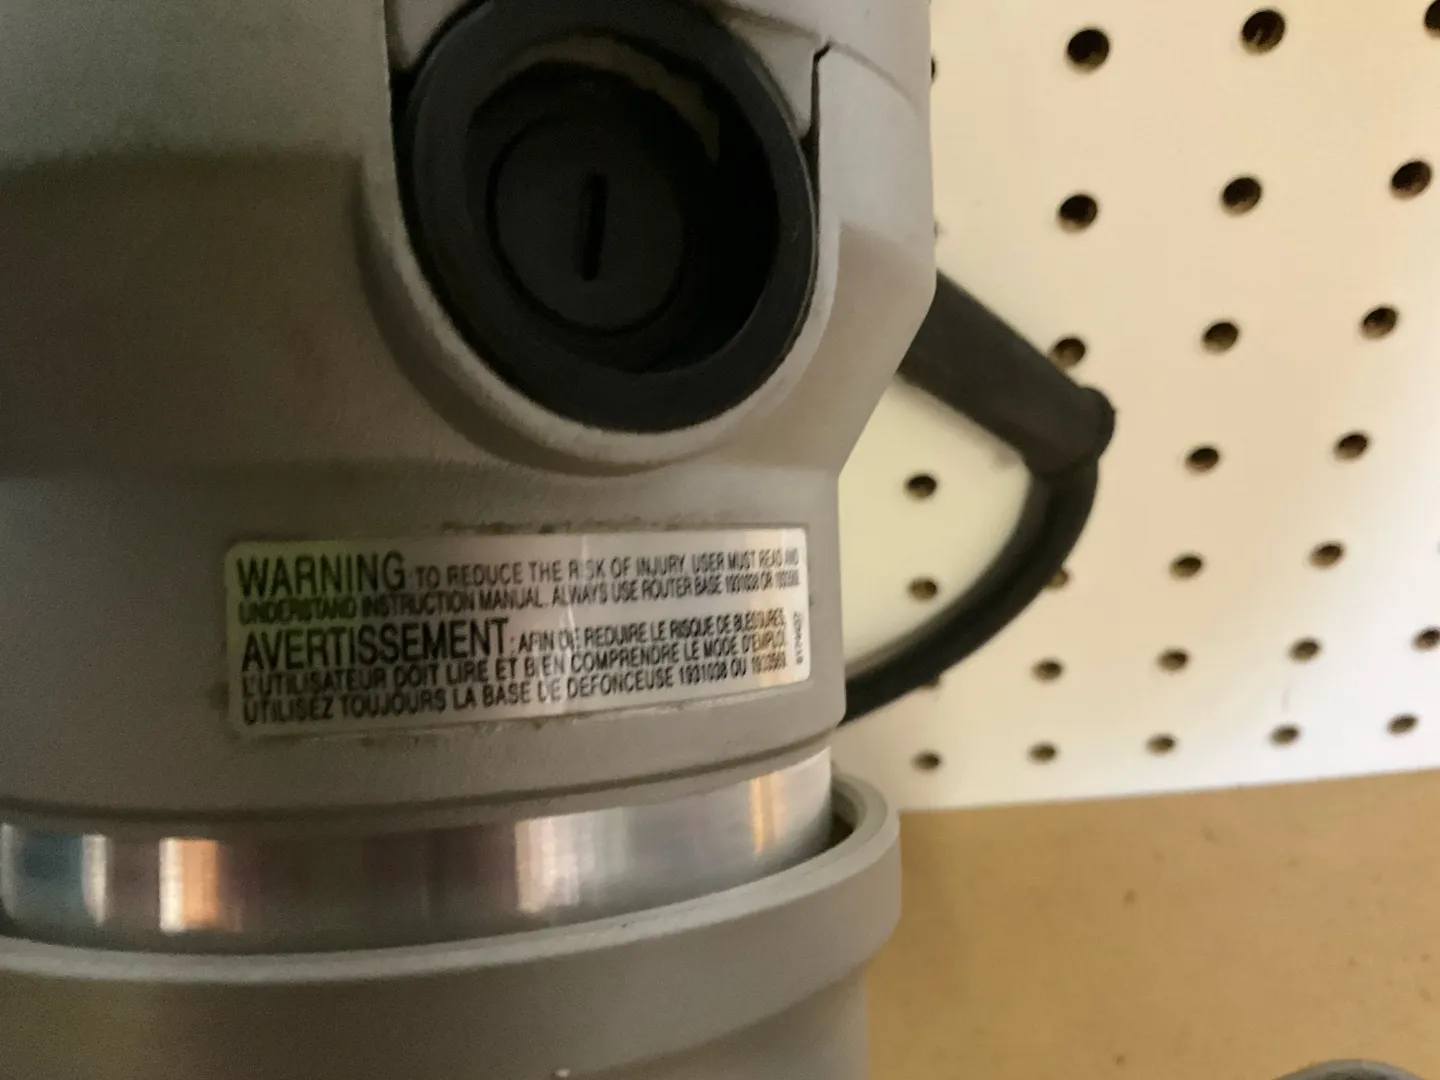 WARNING: TO REDUCE THE RISK OF INJURY, USER MUST READ AND
UNDERSTAND INSTRUCTION MANUAL. ALWAYS USE ROUTER BASE 1931038 OR
AVERTISSEMENT: AFIN DE REDUIRE LE RISQUE DE BLESSURES,
L'UTILISATEUR DOIT LIRE ET BIEN COMPRENDRE LE MODE D'EMPLOI.
UTILISEZ TOUJOURS LA BASE DE DEFONCEUSE 1931038 OU